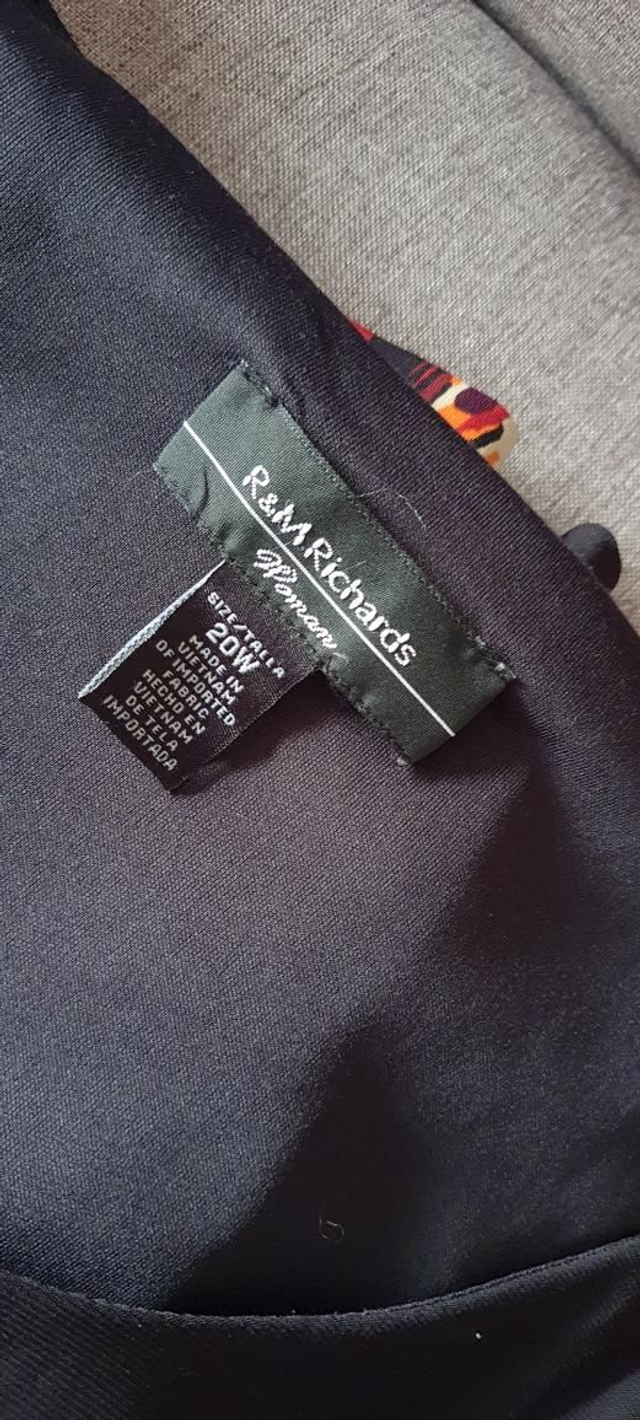 R&M Richards
Woman
SIZE/TALLA
20W
MADE IN
VIETNAM
OF IMPORTED
FABRIC
HECHO EN
VIETNAM
DE TELA
IMPORTADA